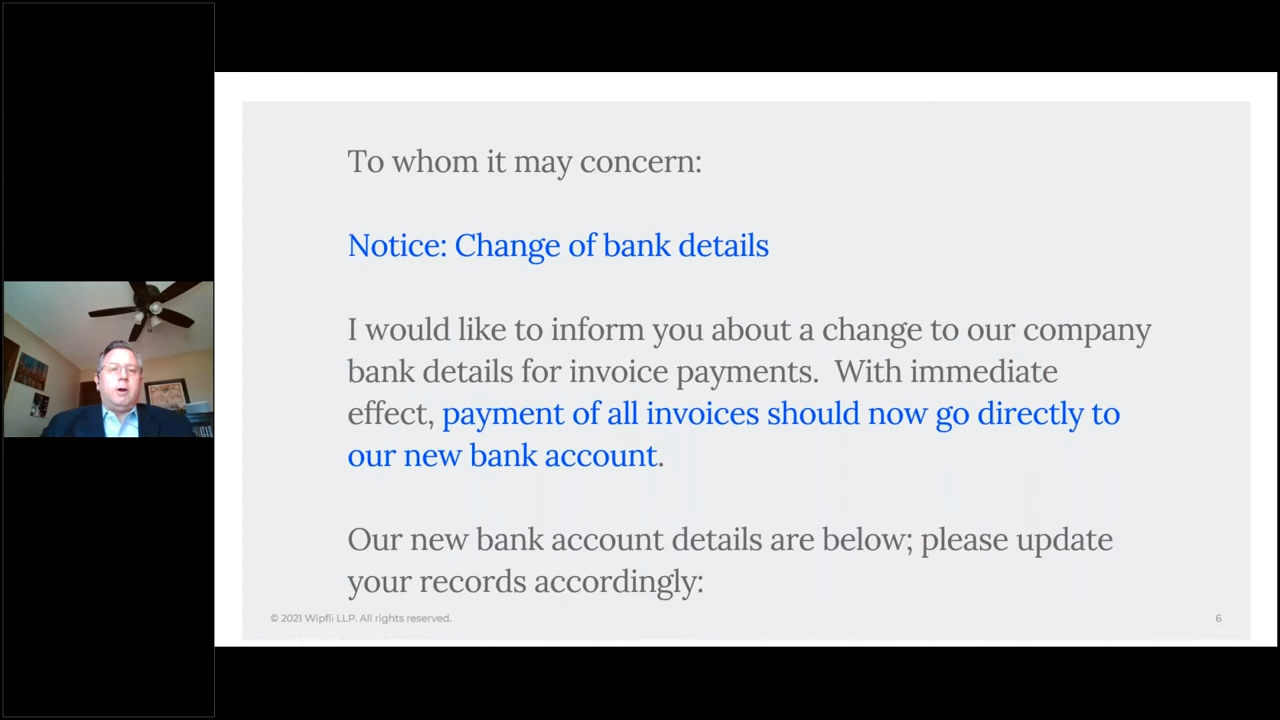 To whom it may concern:
Notice: Change of bank details
I would like to inform you about a change to our company
bank details for invoice payments.  With immediate
effect, payment of all invoices should now go directly to
our new bank account.
Our new bank account details are below; please update
your records accordingly:
© 2021 Wipfli LLP. All rights reserved.
6